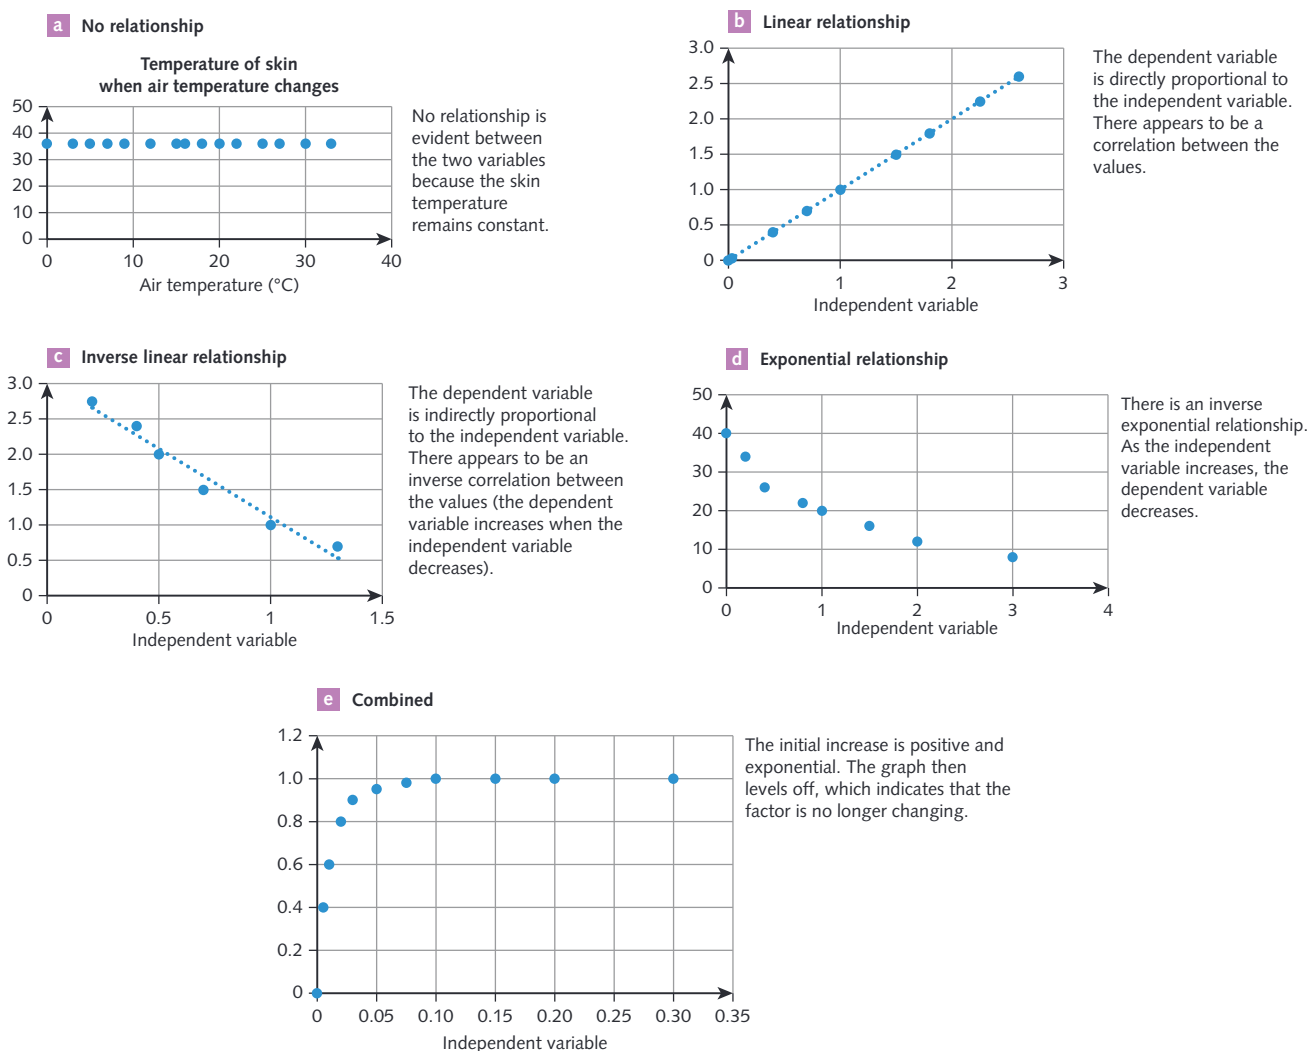 a No relationship
Temperature of skin
when air temperature changes
50
40
30
20
10
0
0 10 20 30 40
Air temperature (°C)
No relationship is
evident between
the two variables
because the skin
temperature
remains constant.
b Linear relationship
3.0
2.5
2.0
1.5
1.0
0.5
0
0 1 2 3
Independent variable
The dependent variable
is directly proportional to
the independent variable.
There appears to be a
correlation between the
values.
c Inverse linear relationship
3.0
2.5
2.0
1.5
1.0
0.5
0
0 0.5 1 1.5
Independent variable
The dependent variable
is indirectly proportional
to the independent variable.
There appears to be an
inverse correlation between
the values (the dependent
variable increases when the
independent variable
decreases).
d Exponential relationship
50
40
30
20
10
0
0 1 2 3 4
Independent variable
There is an inverse
exponential relationship.
As the independent
variable increases, the
dependent variable
decreases.
e Combined
1.2
1.0
0.8
0.6
0.4
0.2
0
0 0.05 0.10 0.15 0.20 0.25 0.30 0.35
Independent variable
The initial increase is positive and
exponential. The graph then
levels off, which indicates that the
factor is no longer changing.